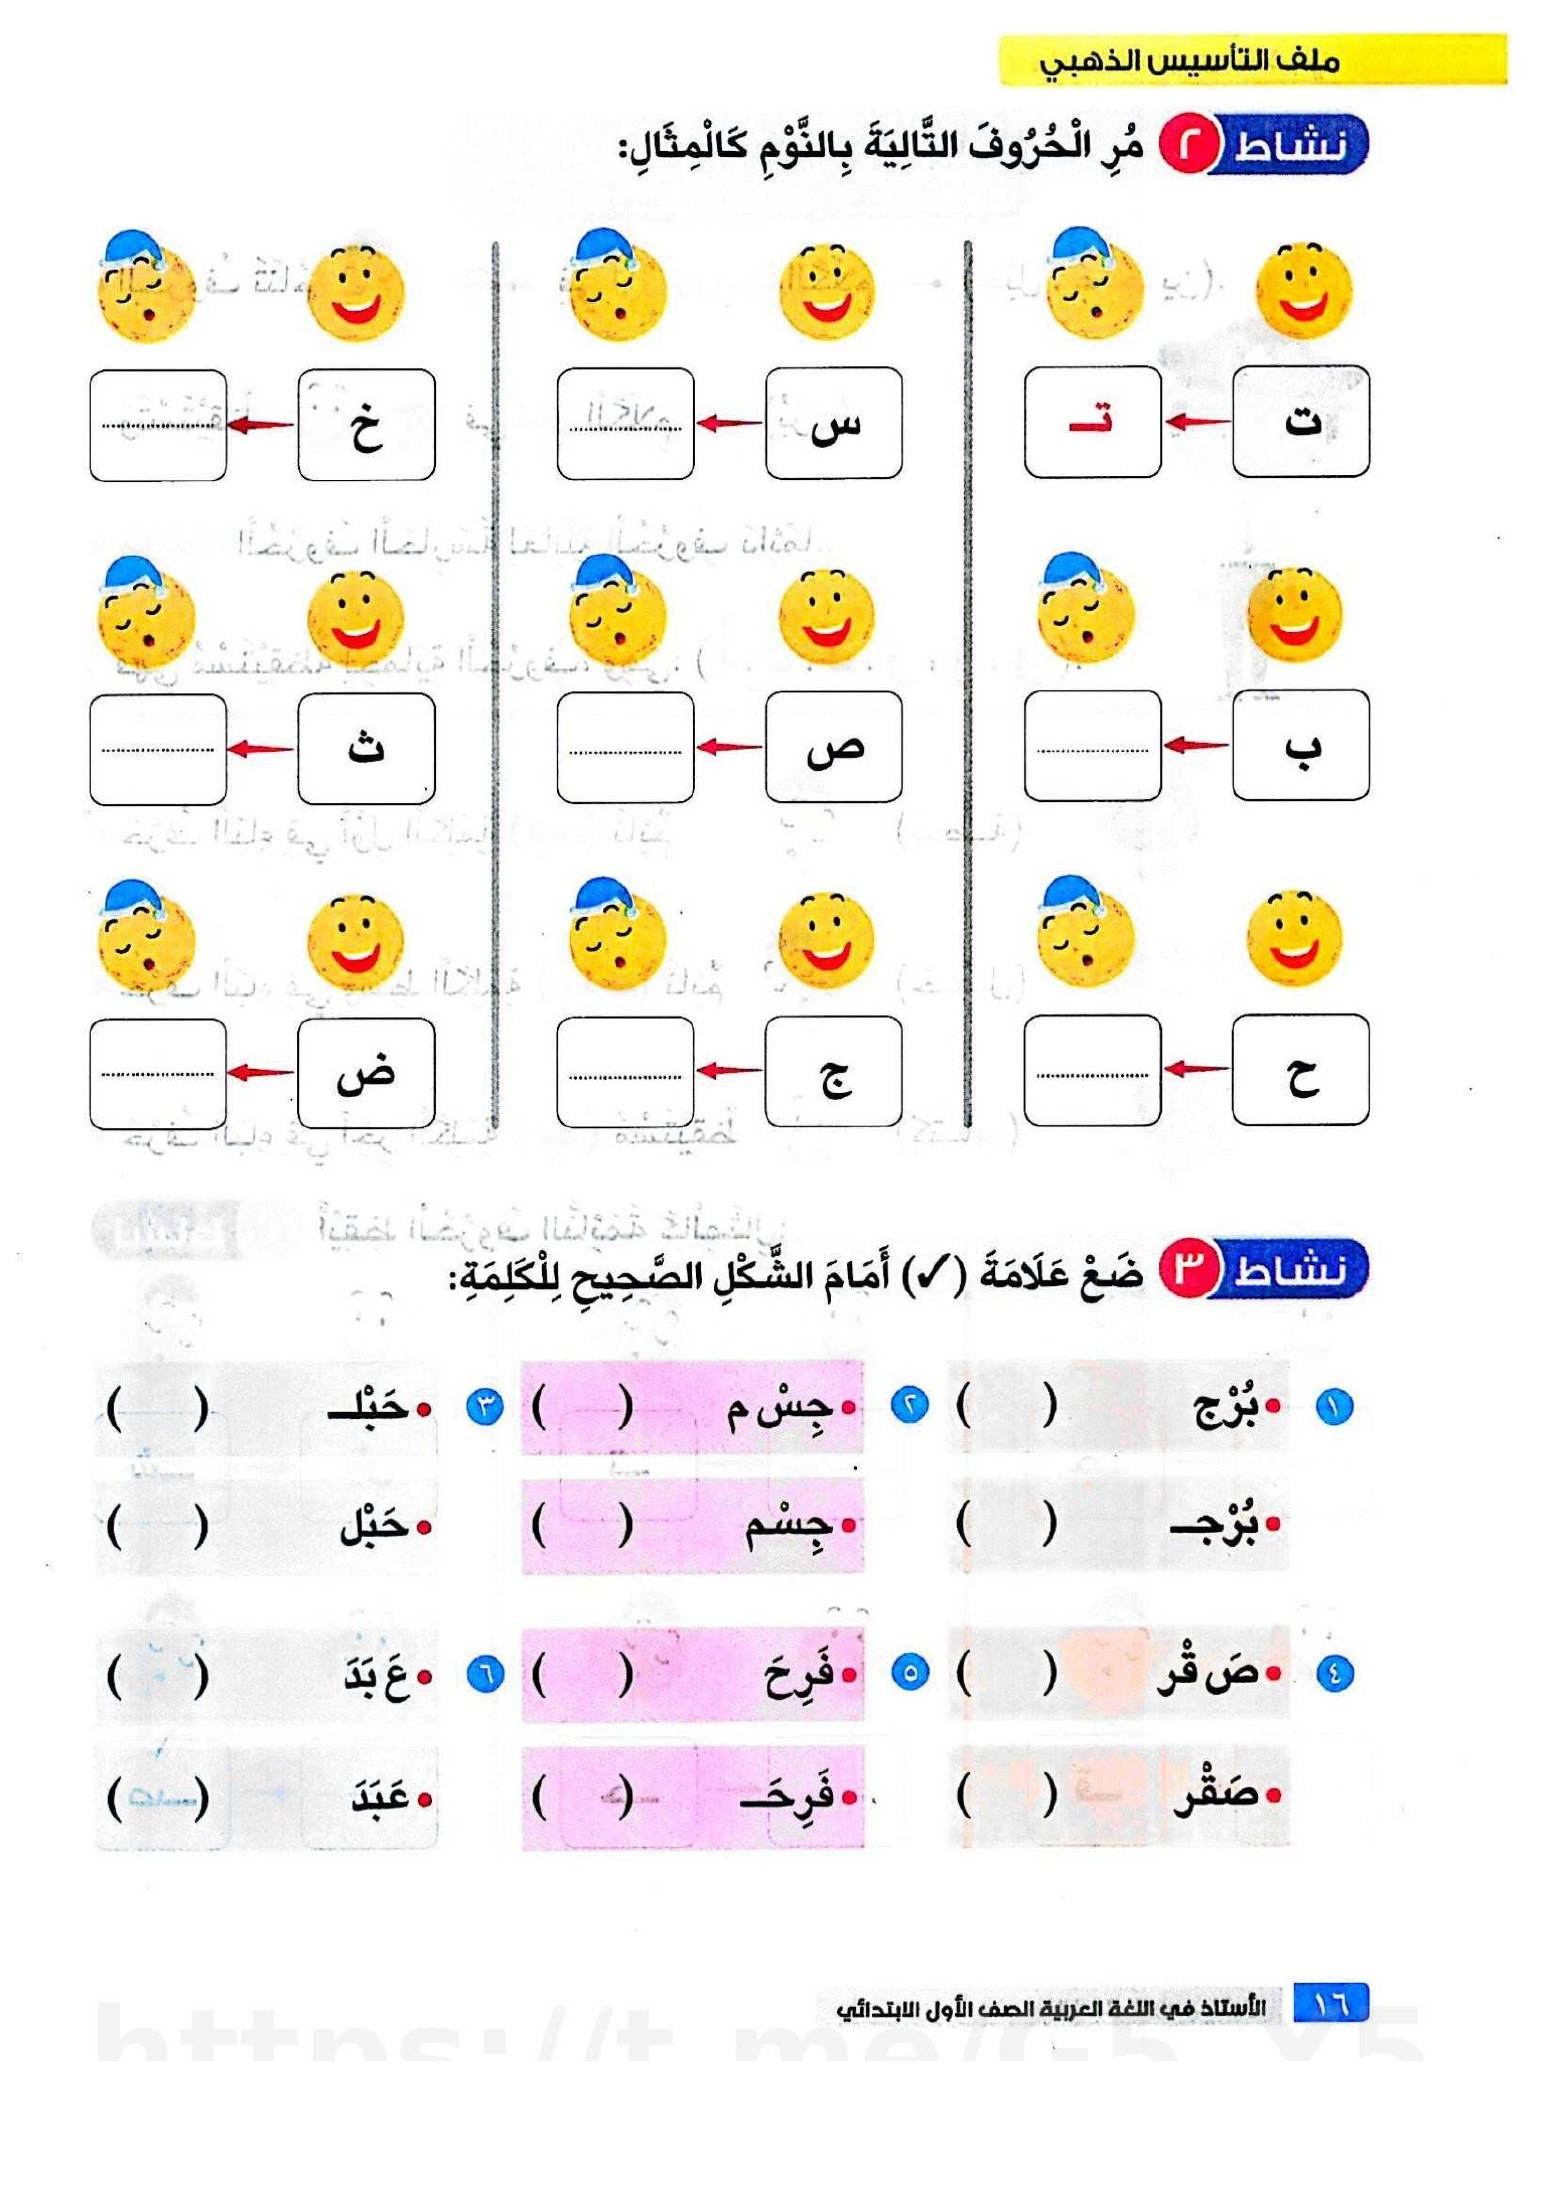 ملف التأسيس الذهبي
نشاط ٢ مُرِ الْحُرُوفَ التَّالِيَةَ بِالنَّوْمِ كَالْمِثَالِ:
ت تـ س خ
ب ص ث
ح ج ض
نشاط ٣ ضَعْ عَلَامَةَ (✓) أَمَامَ الشَّكْلِ الصَّحِيحِ لِلْكَلِمَةِ:
١ • بُرْج ( ) ٢ • جِسْ م ( ) ٣ • حَبْلـ ( )
• بُرْجـ ( ) • جِسْم ( ) • حَبْل ( )
٤ • صَ قْر ( ) ٥ • فَرِحَ ( ) ٦ • عَ بَدَ ( )
• صَقْر ( ) • فَرِحَـ ( ) • عَبَدَ ( )
١٦ الأستاذ في اللغة العربية الصف الأول الابتدائي